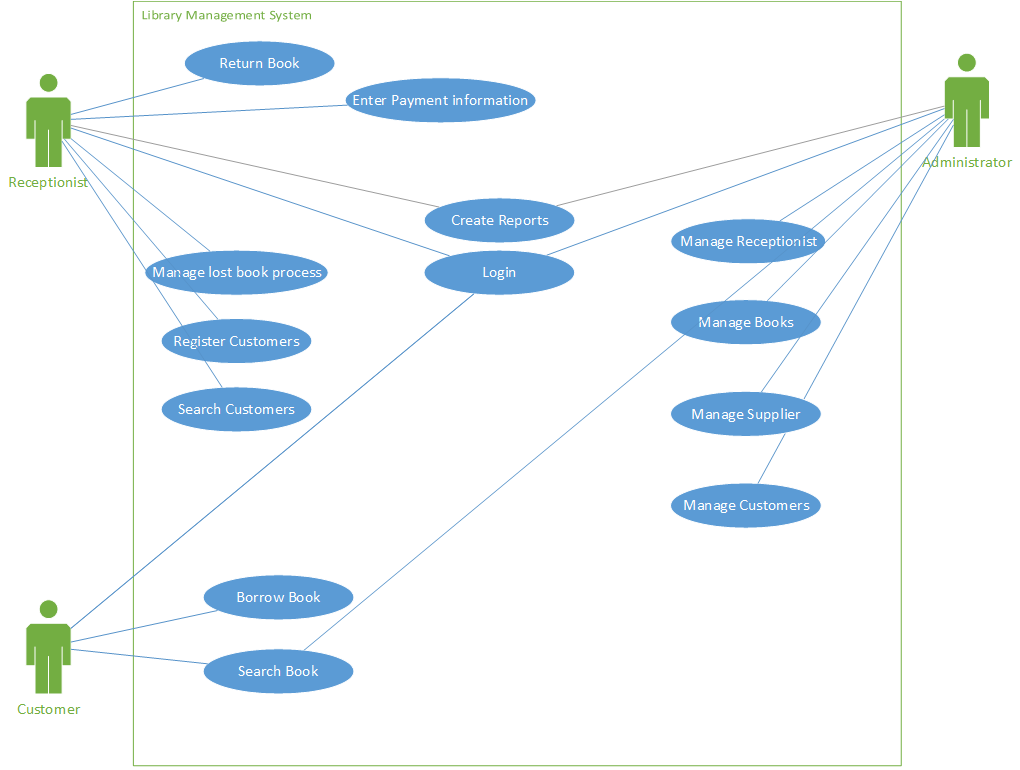 Library Management System
Return Book
Enter Payment information
Receptionist
Administrator
Create Reports
Manage Receptionist
Manage lost book process
Login
Manage Books
Register Customers
Search Customers
Manage Supplier
Manage Customers
Borrow Book
Search Book
Customer